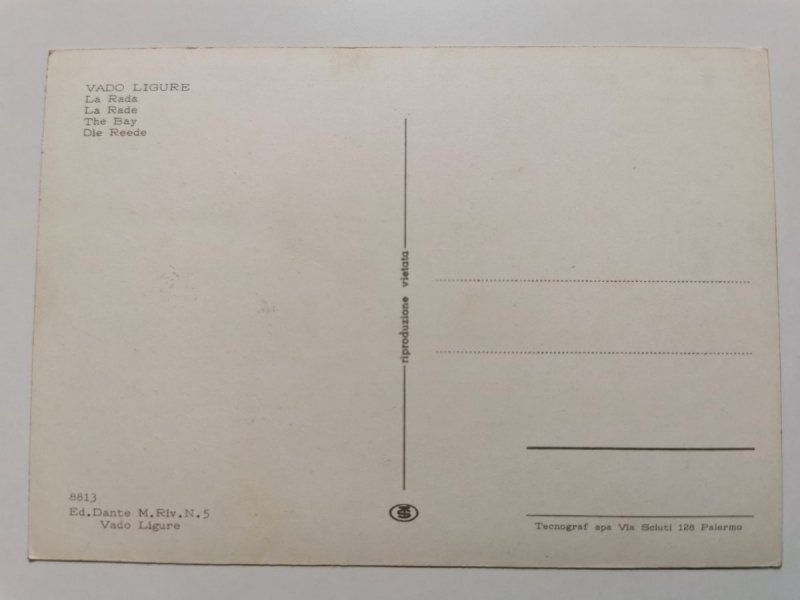 VADO LIGURE
La Rada
La Rade
The Bay
Die Reede
riproduzione vietata
8813
Ed.Dante M.Riv.N.5
Vado Ligure
Tecnograf spa Via Sciuti 128 Palermo